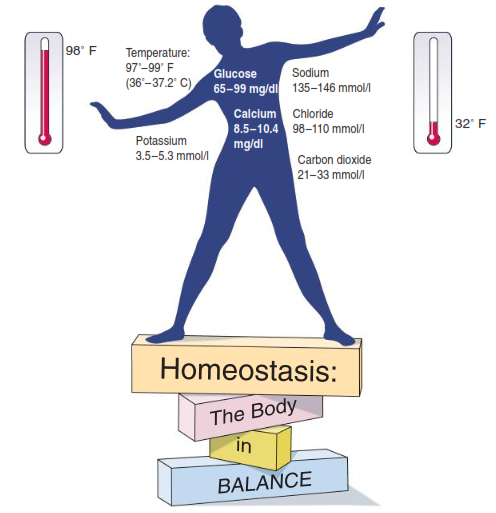 98° F
Temperature:
97°–99° F
(36°–37.2° C)
Glucose
65–99 mg/dl
Sodium
135–146 mmol/l
Calcium
8.5–10.4
mg/dl
Chloride
98–110 mmol/l
32° F
Potassium
3.5–5.3 mmol/l
Carbon dioxide
21–33 mmol/l
Homeostasis:
The Body
in
BALANCE